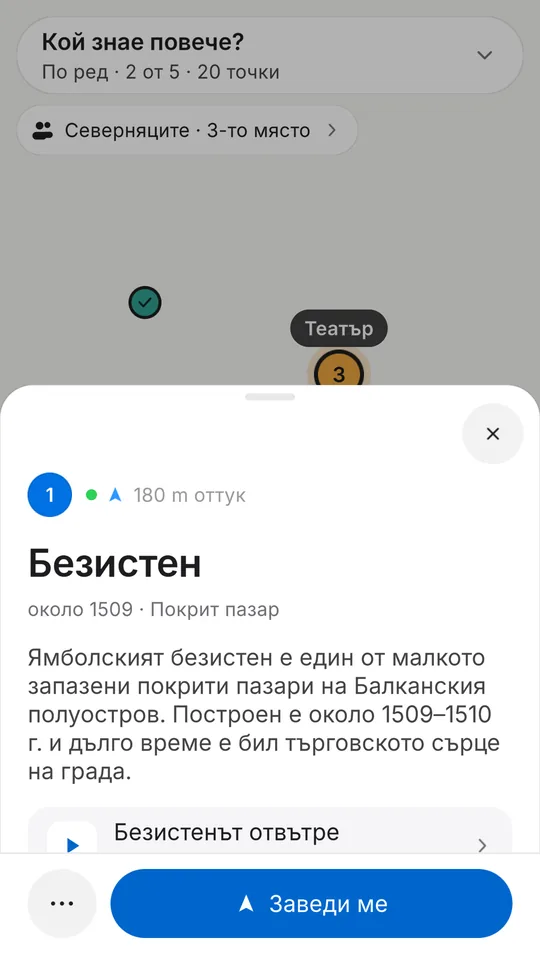 Кой знае повече?
По ред · 2 от 5 · 20 точки
Северняците · 3-то място
Театър
3
1
180 m оттук
Безистен
около 1509 · Покрит пазар
Ямболският безистен е един от малкото
запазени покрити пазари на Балканския
полуостров. Построен е около 1509–1510
г. и дълго време е бил търговското сърце
на града.
Безистенът отвътре
Заведи ме